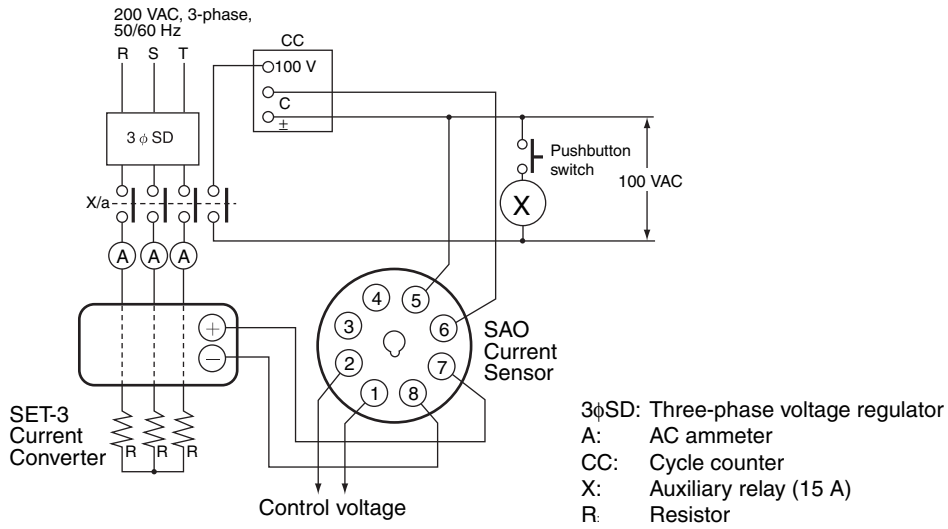 200 VAC, 3-phase,
50/60 Hz
R S T
CC
100 V
C
±
3 ϕ SD
Pushbutton
switch
100 VAC
X/a
X
A A A
+
−
4 5
3 6
2 7
1 8
SAO
Current
Sensor
SET-3
Current
Converter
R R R
Control voltage
3ϕSD: Three-phase voltage regulator
A: AC ammeter
CC: Cycle counter
X: Auxiliary relay (15 A)
R: Resistor